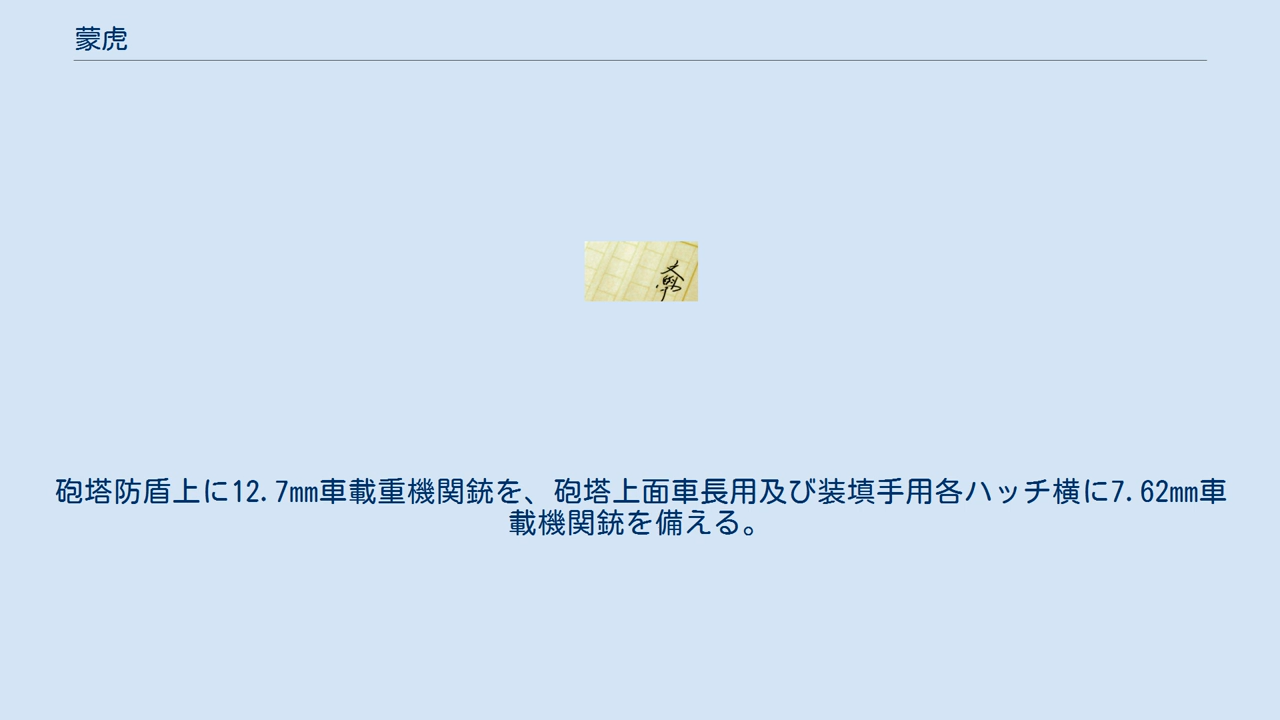 蒙虎
砲塔防盾上に12.7㎜車載重機関銃を、砲塔上面車長用及び装填手用各ハッチ横に7.62㎜車
載機関銃を備える。